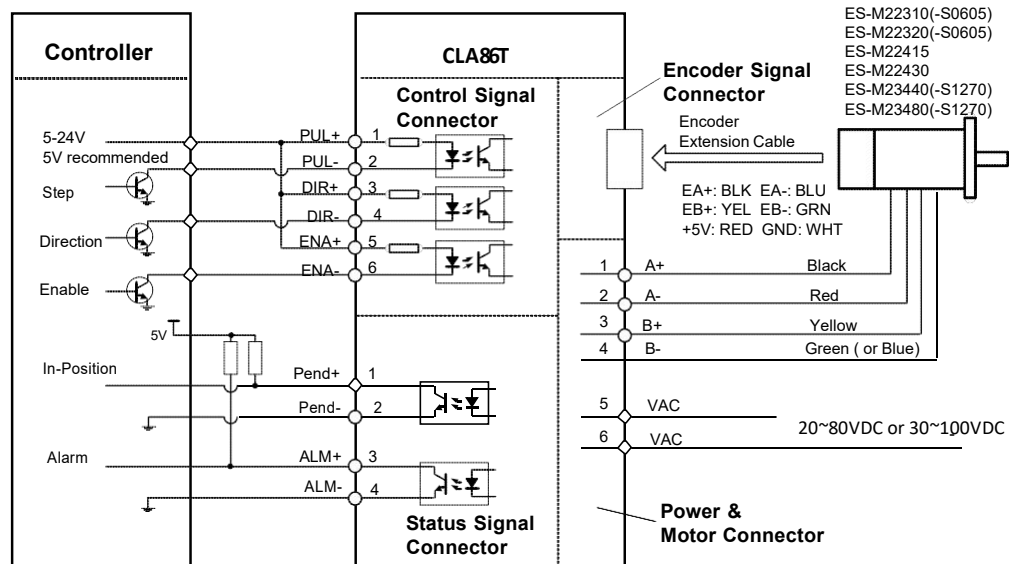 Controller
5-24V
5V recommended
Step
Direction
Enable
5V
In-Position
Alarm
CLA86T
Control Signal
Connector
PUL+ 1
PUL- 2
DIR+ 3
DIR- 4
ENA+ 5
ENA- 6
Pend+ 1
Pend- 2
ALM+ 3
ALM- 4
Status Signal
Connector
Encoder Signal
Connector
Encoder
Extension Cable
ES-M22310(-S0605)
ES-M22320(-S0605)
ES-M22415
ES-M22430
ES-M23440(-S1270)
ES-M23480(-S1270)
EA+: BLK EA-: BLU
EB+: YEL EB-: GRN
+5V: RED GND: WHT
1 A+ Black
2 A- Red
3 B+ Yellow
4 B- Green ( or Blue)
5 VAC
6 VAC
20~80VDC or 30~100VDC
Power &
Motor Connector